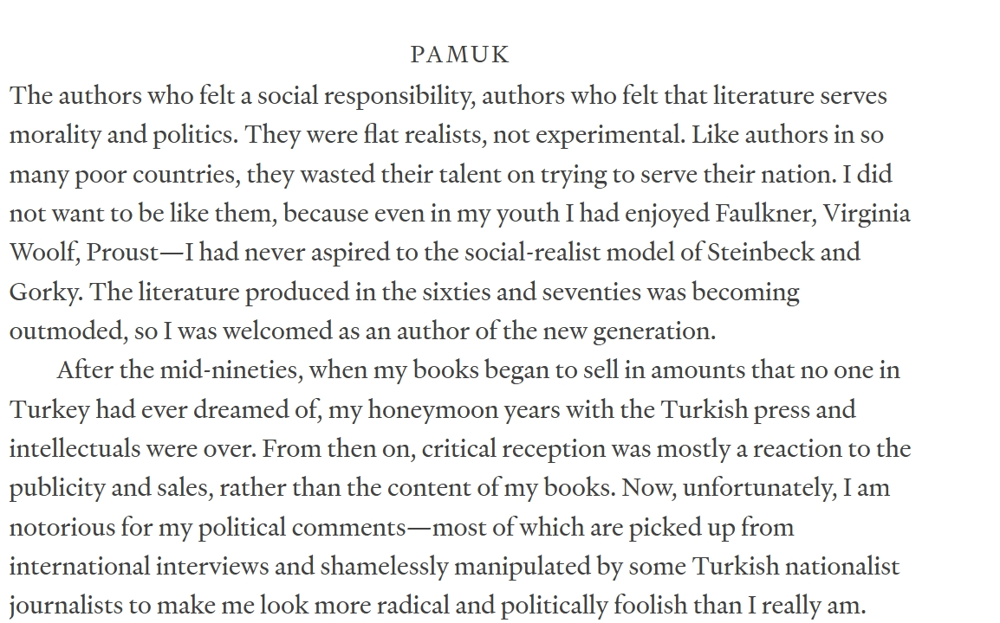 PAMUK
The authors who felt a social responsibility, authors who felt that literature serves
morality and politics. They were flat realists, not experimental. Like authors in so
many poor countries, they wasted their talent on trying to serve their nation. I did
not want to be like them, because even in my youth I had enjoyed Faulkner, Virginia
Woolf, Proust—I had never aspired to the social-realist model of Steinbeck and
Gorky. The literature produced in the sixties and seventies was becoming
outmoded, so I was welcomed as an author of the new generation.
After the mid-nineties, when my books began to sell in amounts that no one in
Turkey had ever dreamed of, my honeymoon years with the Turkish press and
intellectuals were over. From then on, critical reception was mostly a reaction to the
publicity and sales, rather than the content of my books. Now, unfortunately, I am
notorious for my political comments—most of which are picked up from
international interviews and shamelessly manipulated by some Turkish nationalist
journalists to make me look more radical and politically foolish than I really am.